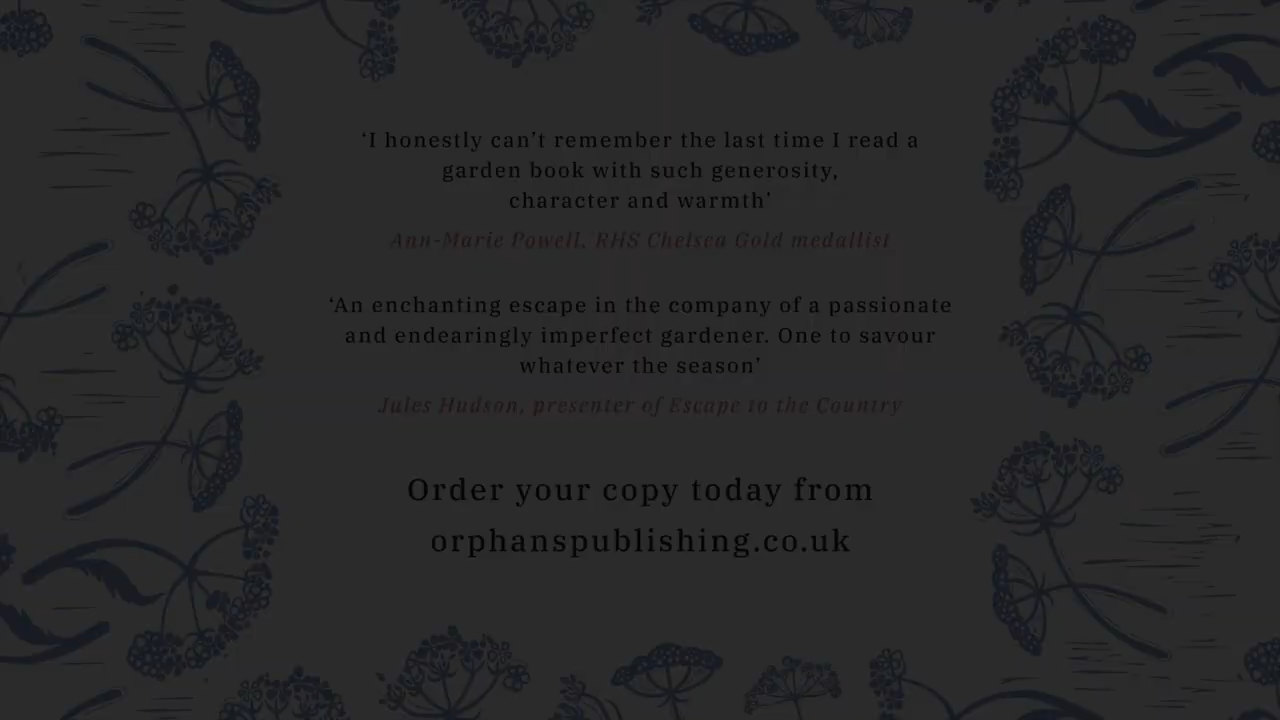 ‘I honestly can’t remember the last time I read a
garden book with such generosity,
character and warmth’
Ann-Marie Powell, RHS Chelsea Gold medallist
‘An enchanting escape in the company of a passionate
and endearingly imperfect gardener. One to savour
whatever the season’
Jules Hudson, presenter of Escape to the Country
Order your copy today from
orphanspublishing.co.uk